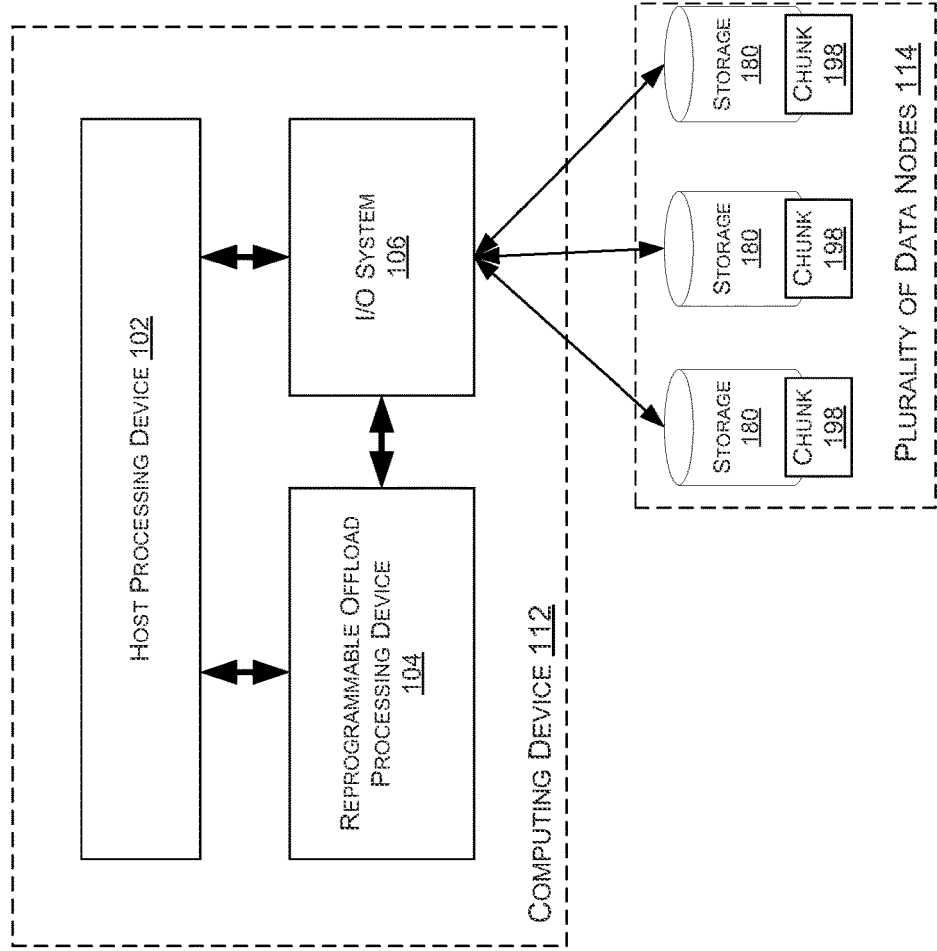 HOST PROCESSING DEVICE 102
REPROGRAMMABLE OFFLOAD
PROCESSING DEVICE
104
I/O SYSTEM
106
COMPUTING DEVICE 112
STORAGE
180
CHUNK
198
STORAGE
180
CHUNK
198
STORAGE
180
CHUNK
198
PLURALITY OF DATA NODES 114